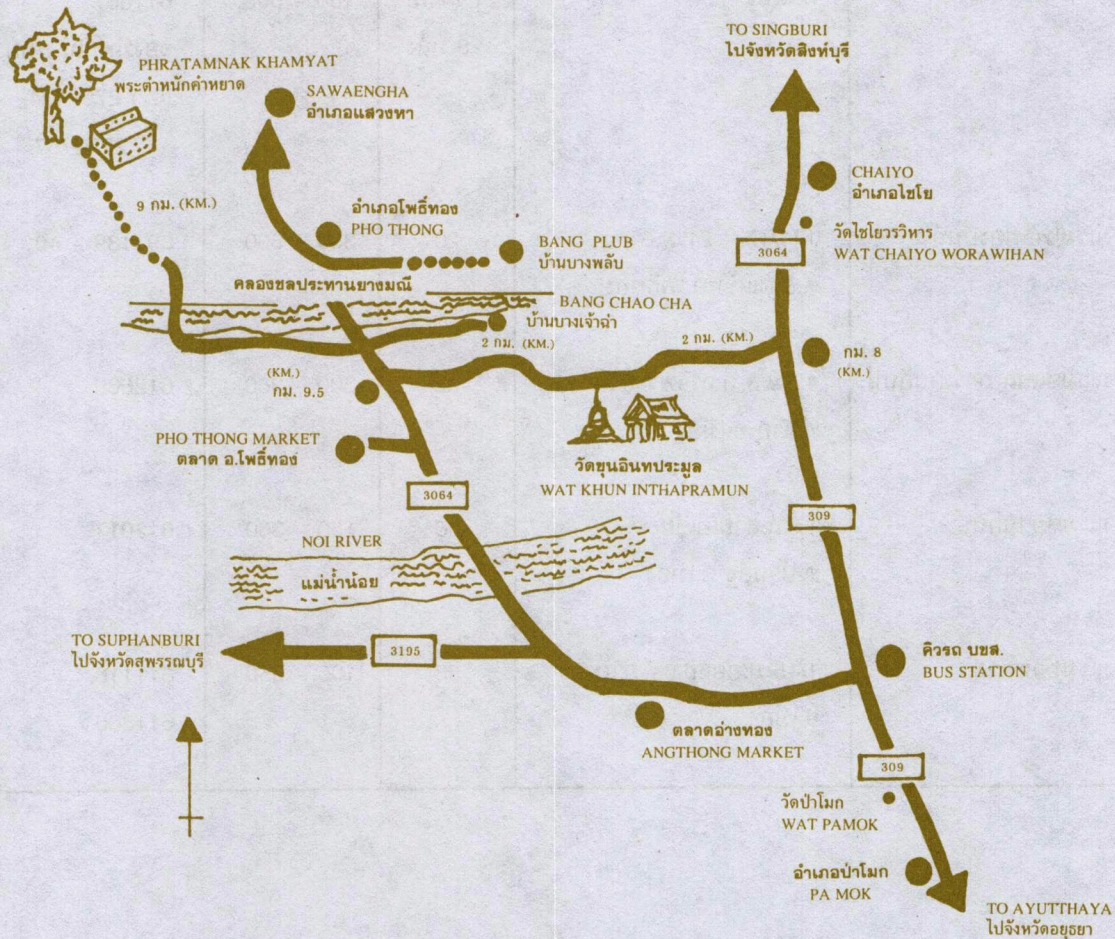 TO SINGBURI
ไปจังหวัดสิงห์บุรี
PHRATAMNAK KHAMYAT
พระตำหนักคำหยาด
SAWAENGHA
อำเภอแสวงหา
CHAIYO
อำเภอไชโย
9 กม. (KM.)
อำเภอโพธิ์ทอง
PHO THONG
วัดไชโยวรวิหาร
WAT CHAIYO WORAWIHAN
3064
BANG PLUB
บ้านบางพลับ
คลองชลประทานยางมณี
BANG CHAO CHA
บ้านบางเจ้าฉ่า
2 กม. (KM.)
2 กม. (KM.)
กม. 8
(KM.)
(KM.)
กม. 9.5
PHO THONG MARKET
ตลาด อ.โพธิ์ทอง
วัดขุนอินทประมูล
WAT KHUN INTHAPRAMUN
3064
309
NOI RIVER
แม่น้ำน้อย
TO SUPHANBURI
ไปจังหวัดสุพรรณบุรี
3195
คิวรถ บขส.
BUS STATION
ตลาดอ่างทอง
ANGTHONG MARKET
309
วัดป่าโมก
WAT PAMOK
อำเภอป่าโมก
PA MOK
TO AYUTTHAYA
ไปจังหวัดอยุธยา